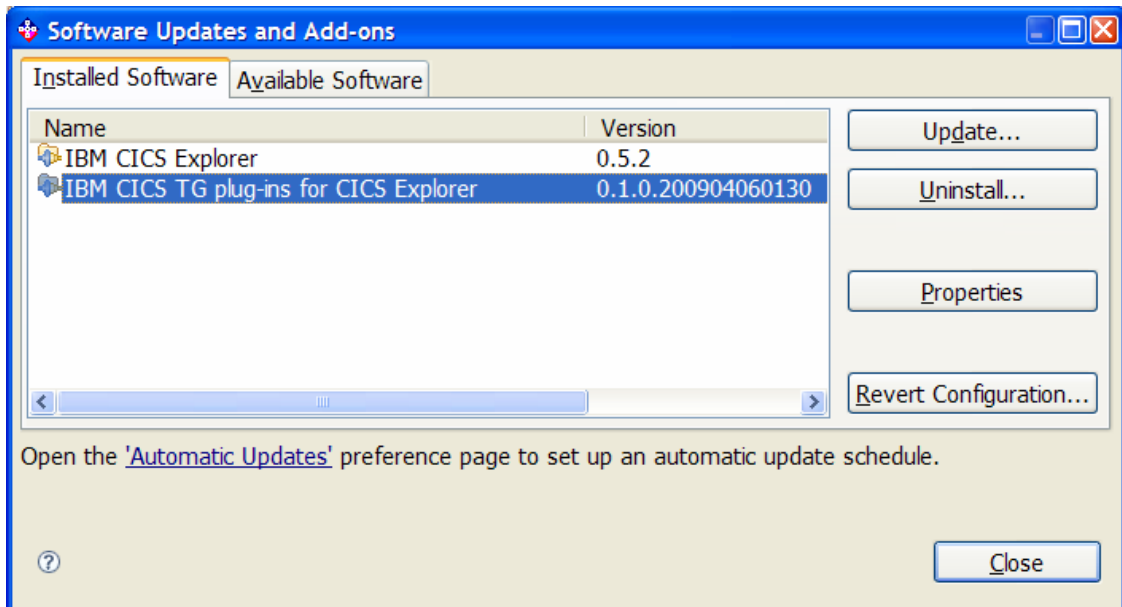 Software Updates and Add-ons
Installed Software Available Software
Name Version
IBM CICS Explorer 0.5.2
IBM CICS TG plug-ins for CICS Explorer 0.1.0.200904060130
Update...
Uninstall...
Properties
Revert Configuration...
Open the 'Automatic Updates' preference page to set up an automatic update schedule.
?
Close